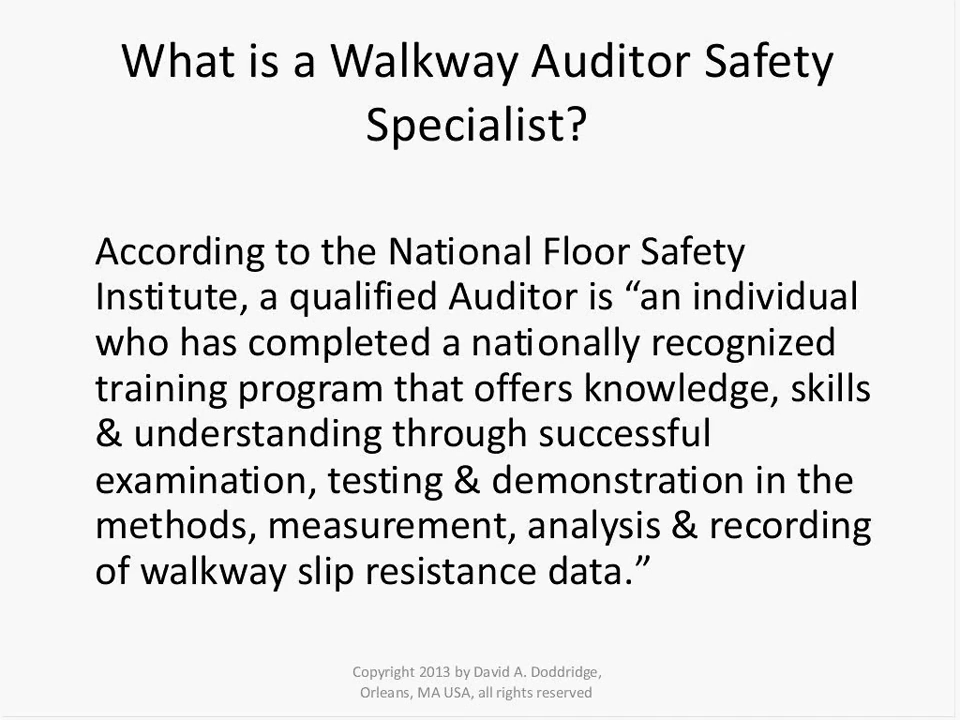 What is a Walkway Auditor Safety
Specialist?
According to the National Floor Safety
Institute, a qualified Auditor is “an individual
who has completed a nationally recognized
training program that offers knowledge, skills
& understanding through successful
examination, testing & demonstration in the
methods, measurement, analysis & recording
of walkway slip resistance data.”
Copyright 2013 by David A. Doddridge,
Orleans, MA USA, all rights reserved